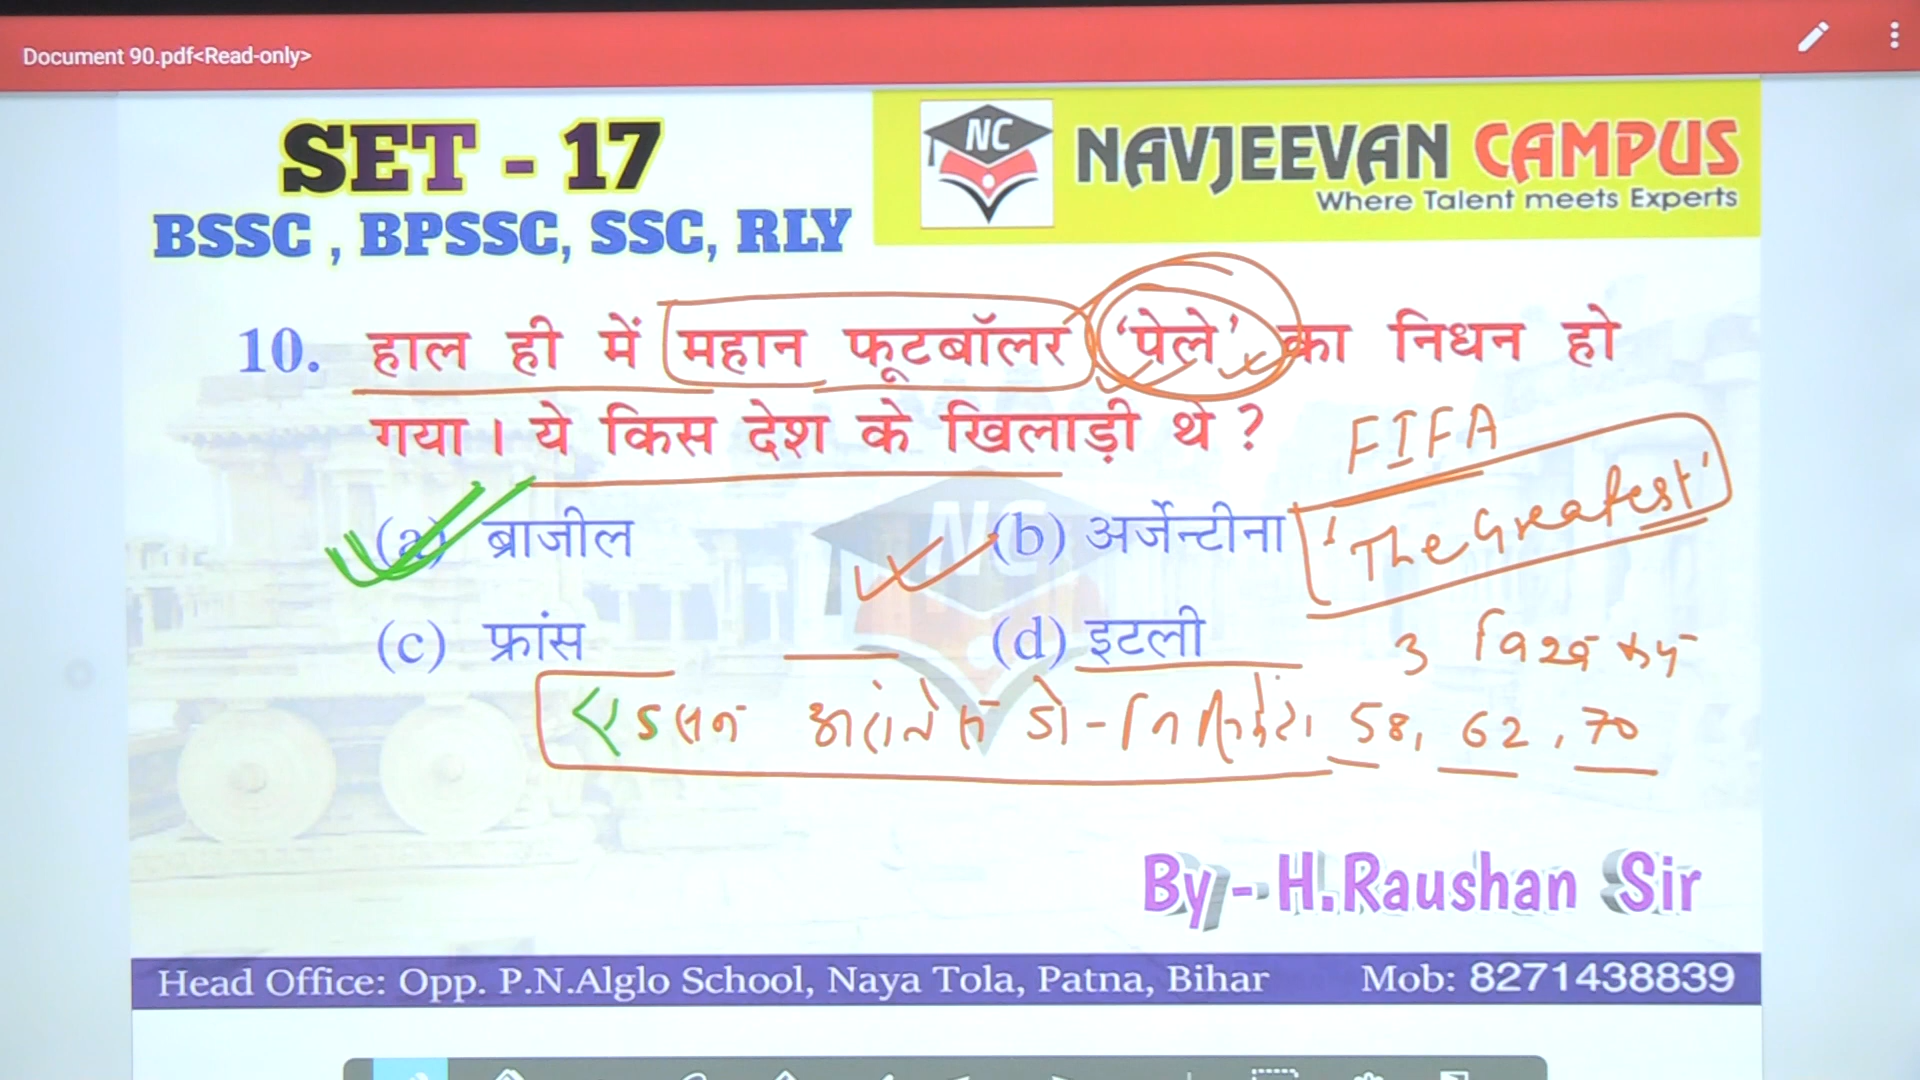 Document 90.pdf<Read-only>
SET - 17
BSSC , BPSSC, SSC, RLY
NC
NAVJEEVAN CAMPUS
Where Talent meets Experts
10. हाल ही में महान फूटबॉलर ‘पेले’ का निधन हो
गया। ये किस देश के खिलाड़ी थे ?
FIFA
'The Greatest'
(a) ब्राजील (b) अर्जेन्टीना
(c) फ्रांस (d) इटली
NC
3
58, 62, 70
By - H.Raushan Sir
Head Office: Opp. P.N.Alglo School, Naya Tola, Patna, Bihar Mob: 8271438839